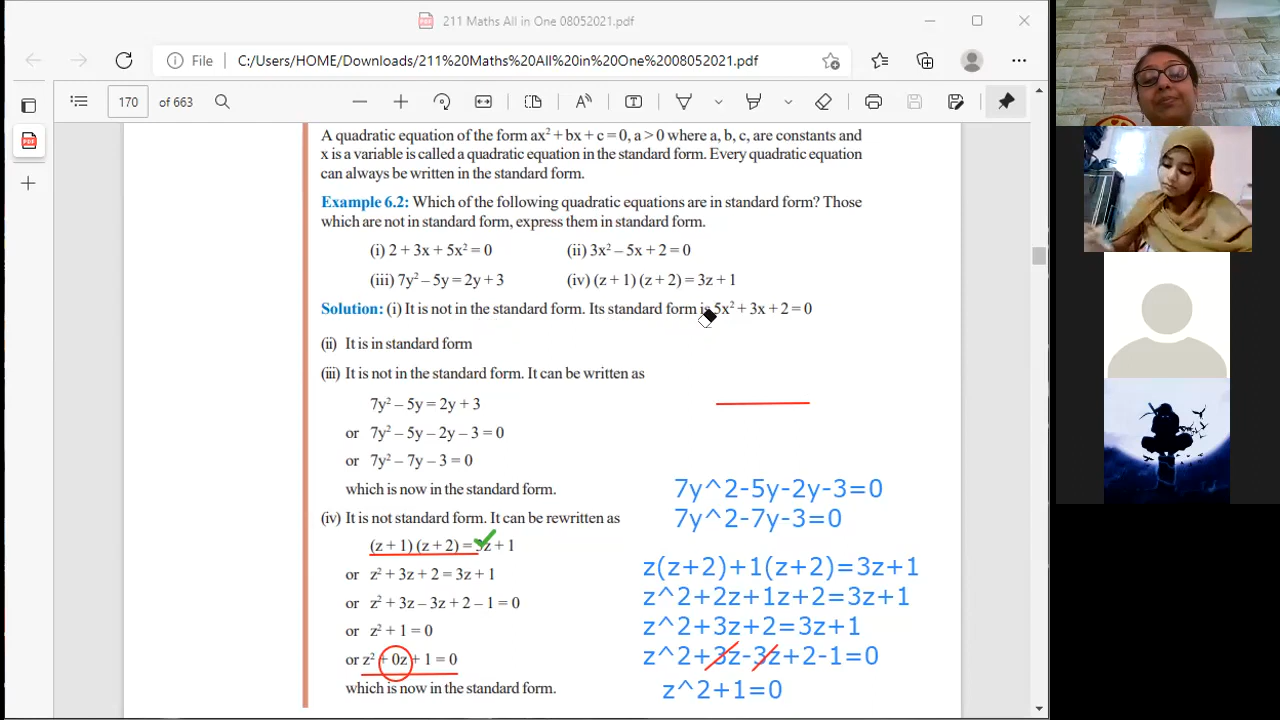 211 Maths All in One 08052021.pdf
File C:/Users/HOME/Downloads/211%20Maths%20All%20in%20One%2008052021.pdf
170 of 663
A quadratic equation of the form ax² + bx + c = 0, a > 0 where a, b, c, are constants and
x is a variable is called a quadratic equation in the standard form. Every quadratic equation
can always be written in the standard form.
Example 6.2: Which of the following quadratic equations are in standard form? Those
which are not in standard form, express them in standard form.
(i) 2 + 3x + 5x² = 0 (ii) 3x² – 5x + 2 = 0
(iii) 7y² – 5y = 2y + 3 (iv) (z + 1) (z + 2) = 3z + 1
Solution: (i) It is not in the standard form. Its standard form is 5x² + 3x + 2 = 0
(ii) It is in standard form
(iii) It is not in the standard form. It can be written as
7y² – 5y = 2y + 3
or 7y² – 5y – 2y – 3 = 0
or 7y² – 7y – 3 = 0
which is now in the standard form.
(iv) It is not standard form. It can be rewritten as
(z + 1) (z + 2) = 3z + 1
or z² + 3z + 2 = 3z + 1
or z² + 3z – 3z + 2 – 1 = 0
or z² + 1 = 0
or z² + 0z + 1 = 0
which is now in the standard form.
7y^2-5y-2y-3=0
7y^2-7y-3=0
z(z+2)+1(z+2)=3z+1
z^2+2z+1z+2=3z+1
z^2+3z+2=3z+1
z^2+3z-3z+2-1=0
z^2+1=0